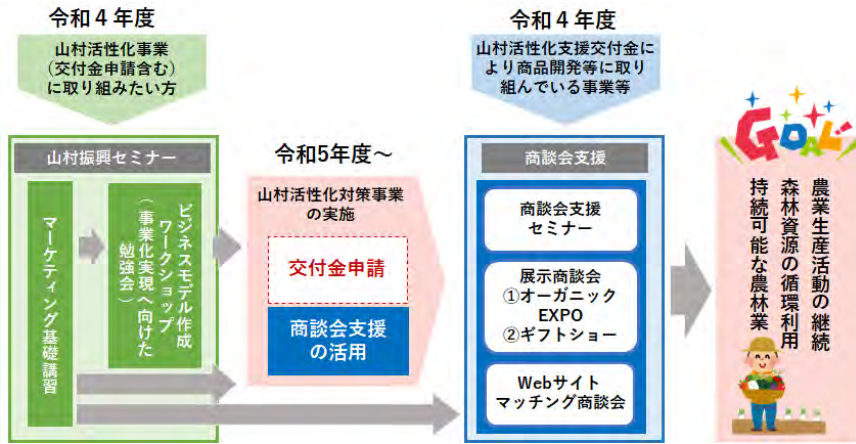 令和４年度
山村活性化事業
（交付金申請含む）
に取り組みたい方
山村振興セミナー
マーケティング基礎講習
ビジネスモデル作成
ワークショップ
（事業化実現へ向けた
勉強会）
令和5年度～
山村活性化対策事業
の実施
交付金申請
商談会支援
の活用
令和４年度
山村活性化支援交付金に
より商品開発等に取り
組んでいる事業等
商談会支援
商談会支援
セミナー
展示商談会
①オーガニック
EXPO
②ギフトショー
Webサイト
マッチング商談会
GOAL!
農業生産活動の継続
森林資源の循環利用
持続可能な農林業